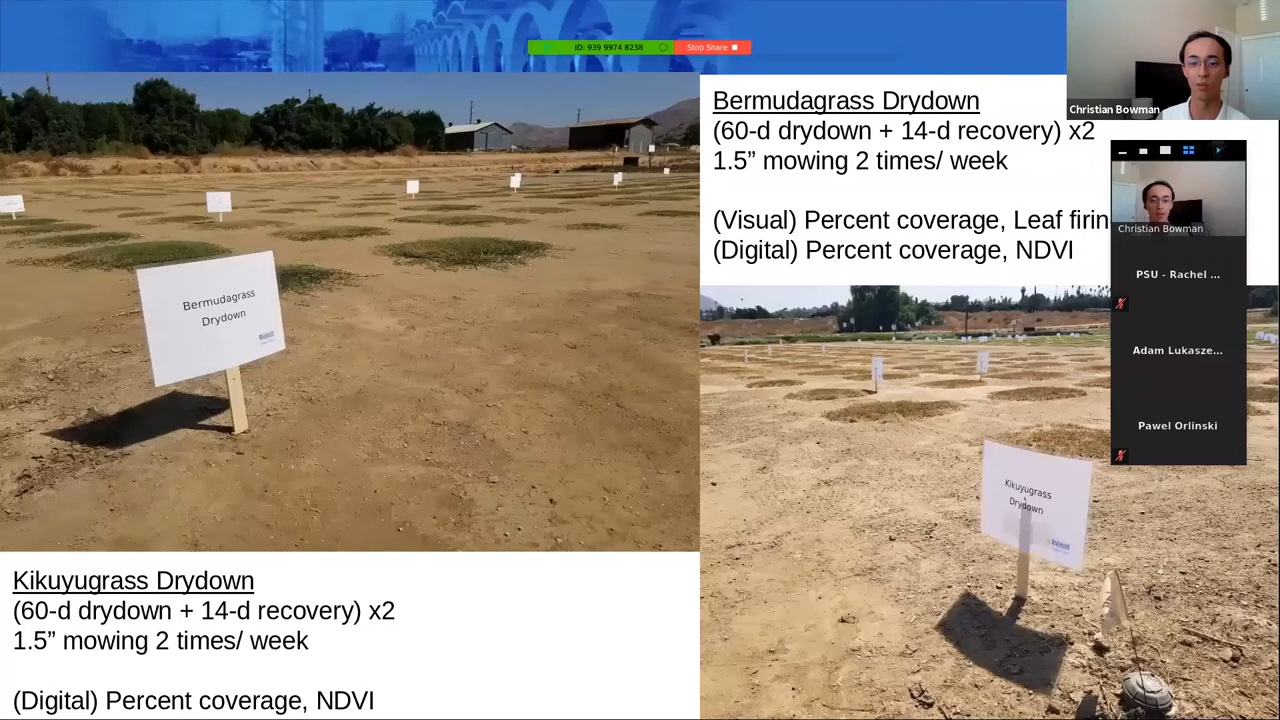 ID: 939 9974 8238
Stop Share
Christian Bowman
Bermudagrass Drydown
(60-d drydown + 14-d recovery) x2
1.5” mowing 2 times/ week
(Visual) Percent coverage, Leaf firin
(Digital) Percent coverage, NDVI
Christian Bowman
PSU - Rachel ...
Adam Lukasze...
Pawel Orlinski
Bermudagrass
Drydown
Kikuyugrass
Drydown
Kikuyugrass Drydown
(60-d drydown + 14-d recovery) x2
1.5” mowing 2 times/ week
(Digital) Percent coverage, NDVI